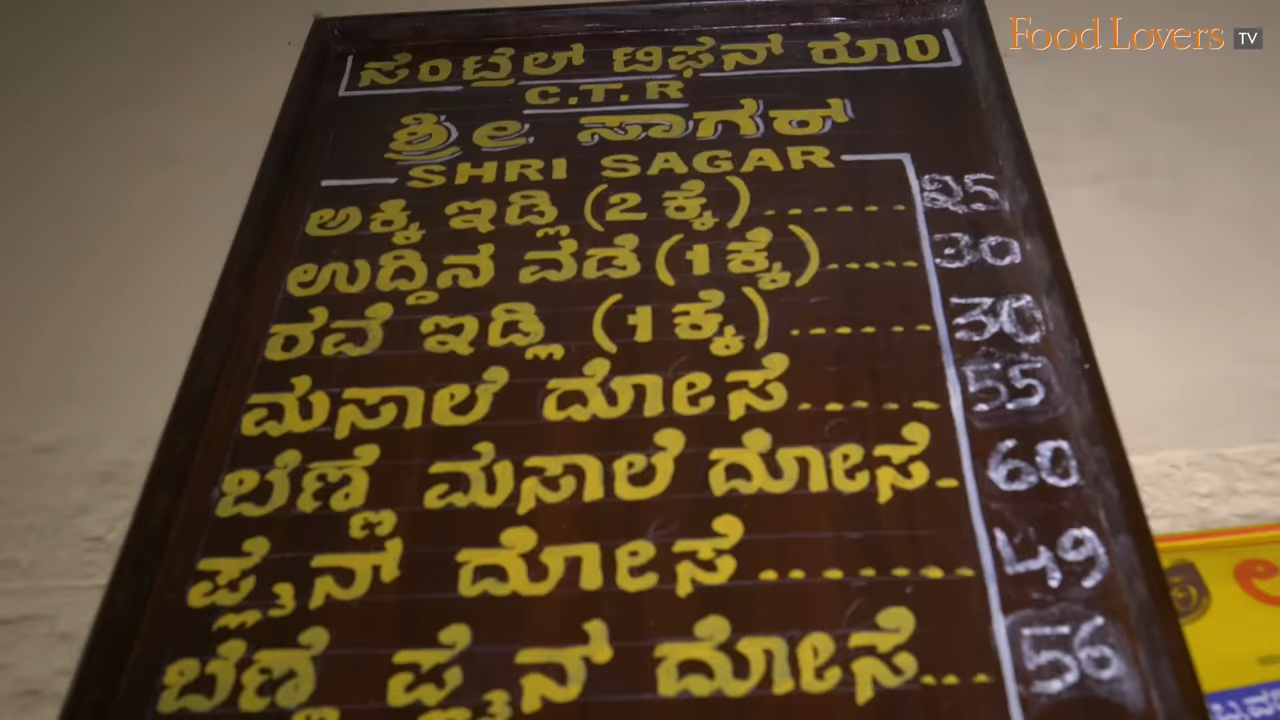 Food Lovers TV
ಸೆಂಟ್ರಲ್ ಟಿಫನ್ ರೂಂ
C.T.R
ಶ್ರೀ ಸಾಗರ್
SHRI SAGAR
ಅಕ್ಕಿ ಇಡ್ಲಿ (2 ಕ್ಕೆ)....... 25
ಉದ್ದಿನ ವಡೆ (1 ಕ್ಕೆ)..... 30
ರವೆ ಇಡ್ಲಿ (1 ಕ್ಕೆ)....... 30
ಮಸಾಲೆ ದೋಸೆ...... 55
ಬೆಣ್ಣೆ ಮಸಾಲೆ ದೋಸೆ. 60
ಪ್ಲೈನ್ ದೋಸೆ........ 49
ಬೆಣ್ಣೆ ಪ್ಲೈನ್ ದೋಸೆ.... 56